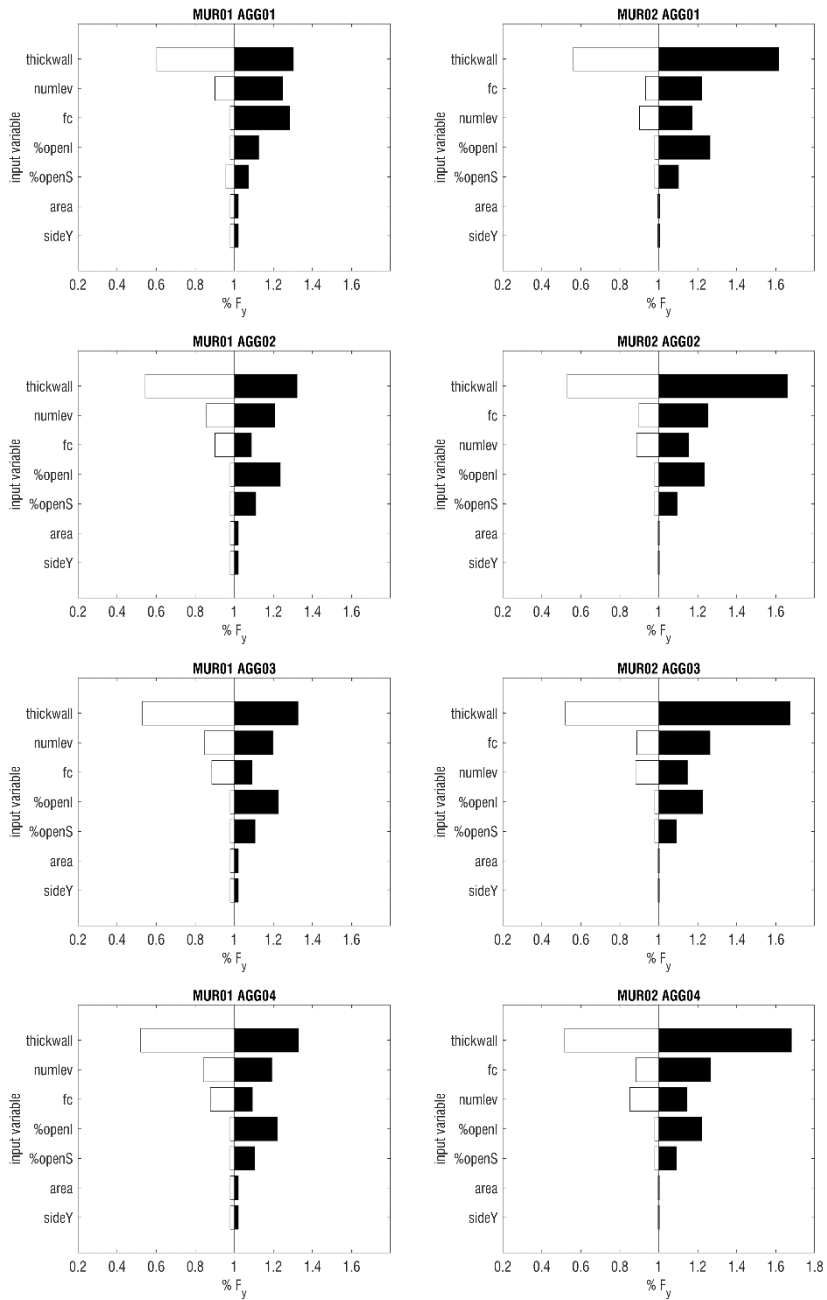 MUR01 AGG01
input variable
thickwall
numlev
fc
%openI
%openS
area
sideY
0.2 0.4 0.6 0.8 1 1.2 1.4 1.6
% Fy
MUR02 AGG01
input variable
thickwall
fc
numlev
%openI
%openS
area
sideY
0.2 0.4 0.6 0.8 1 1.2 1.4 1.6
% Fy
MUR01 AGG02
input variable
thickwall
numlev
fc
%openI
%openS
area
sideY
0.2 0.4 0.6 0.8 1 1.2 1.4 1.6
% Fy
MUR02 AGG02
input variable
thickwall
fc
numlev
%openI
%openS
area
sideY
0.2 0.4 0.6 0.8 1 1.2 1.4 1.6
% Fy
MUR01 AGG03
input variable
thickwall
numlev
fc
%openI
%openS
area
sideY
0.2 0.4 0.6 0.8 1 1.2 1.4 1.6
% Fy
MUR02 AGG03
input variable
thickwall
fc
numlev
%openI
%openS
area
sideY
0.2 0.4 0.6 0.8 1 1.2 1.4 1.6
% Fy
MUR01 AGG04
input variable
thickwall
numlev
fc
%openI
%openS
area
sideY
0.2 0.4 0.6 0.8 1 1.2 1.4 1.6
% Fy
MUR02 AGG04
input variable
thickwall
fc
numlev
%openI
%openS
area
sideY
0.2 0.4 0.6 0.8 1 1.2 1.4 1.6 1.8
% Fy